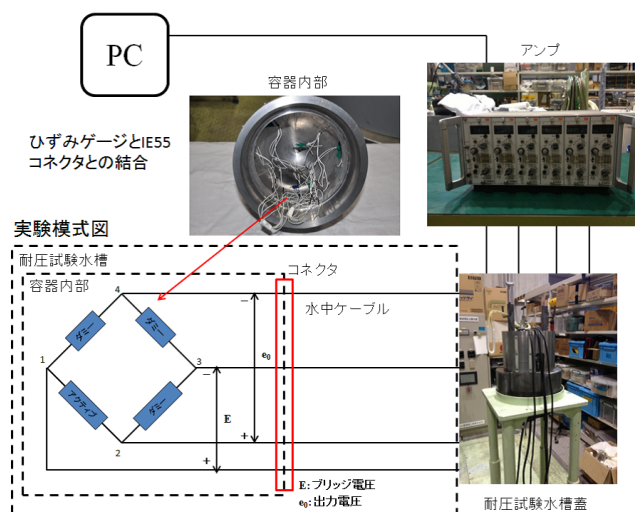 PC
アンプ
容器内部
ひずみゲージとIE55
コネクタとの結合
実験模式図
耐圧試験水槽
容器内部
コネクタ
水中ケーブル
4
ダミー
ダミー
1
3
アクティブ
ダミー
2
−
−
e₀
E
+
+
E: ブリッジ電圧
e₀: 出力電圧
耐圧試験水槽蓋